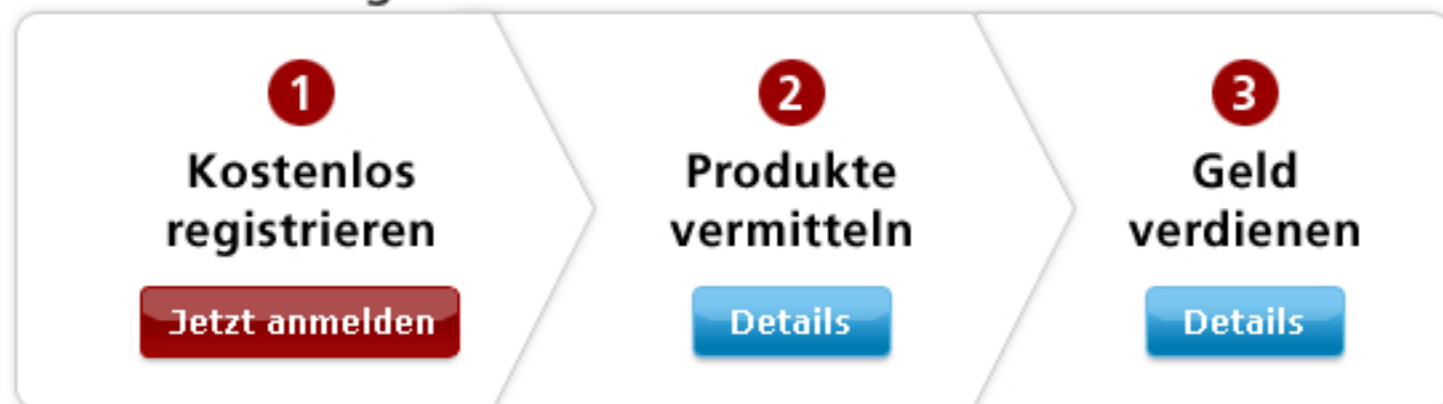 1
Kostenlos
registrieren
Jetzt anmelden
2
Produkte
vermitteln
Details
3
Geld
verdienen
Details